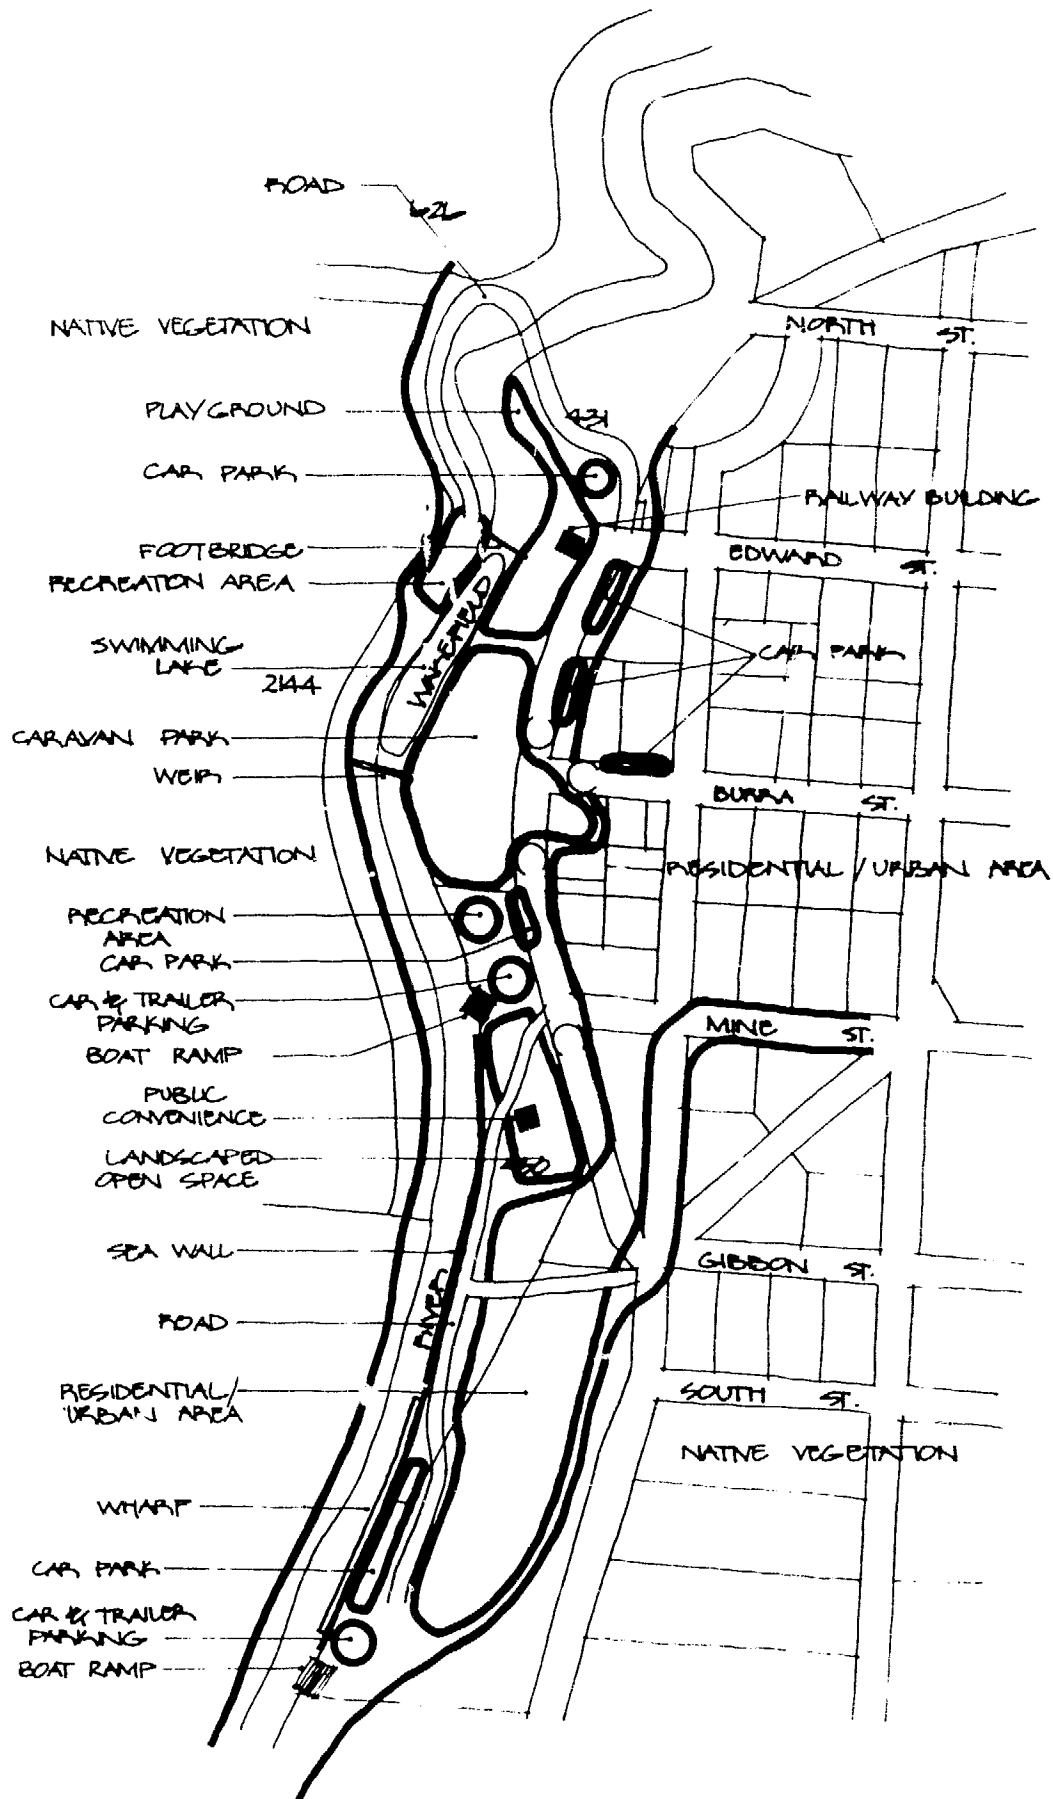 ROAD
626
NATIVE VEGETATION
NORTH ST.
PLAYGROUND
431
CAR PARK
RAILWAY BUILDING
FOOTBRIDGE
EDWARD ST.
RECREATION AREA
WAKEFIELD
SWIMMING
LAKE
CAR PARK
2144
CARAVAN PARK
WEIR
BURRA ST.
NATIVE VEGETATION
RESIDENTIAL / URBAN AREA
RECREATION
AREA
CAR PARK
CAR & TRAILER
PARKING
MINE ST.
BOAT RAMP
PUBLIC
CONVENIENCE
LANDSCAPED
OPEN SPACE
SEA WALL
GIBBON ST.
RIVER
ROAD
RESIDENTIAL/
URBAN AREA
SOUTH ST.
NATIVE VEGETATION
WHARF
CAR PARK
CAR & TRAILER
PARKING
BOAT RAMP